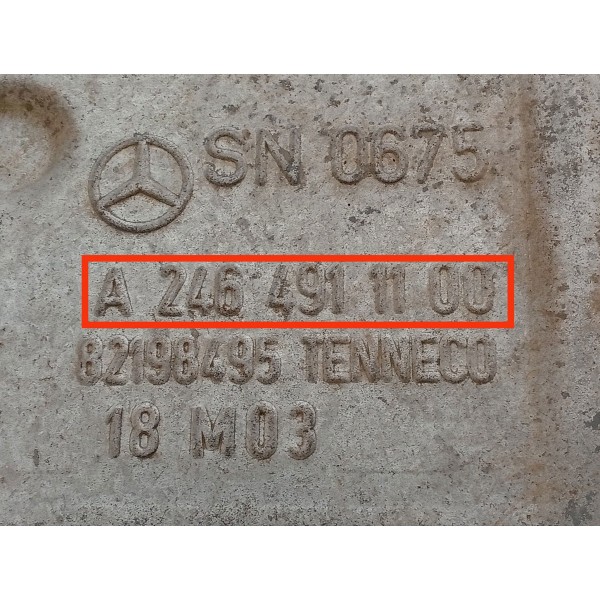 SN 0675
A 246 491 11 00
82198495 TENNECO
18 M03